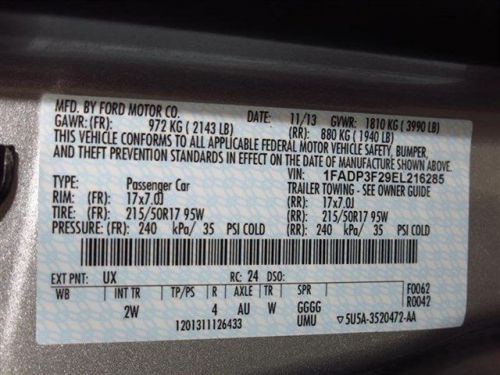 MFD. BY FORD MOTOR CO.
DATE: 11/13 GVWR: 1810 KG ( 3990 LB)
GAWR: (FR): 972 KG ( 2143 LB) (RR): 880 KG ( 1940 LB)
THIS VEHICLE CONFORMS TO ALL APPLICABLE FEDERAL MOTOR VEHICLE SAFETY, BUMPER,
AND THEFT PREVENTION STANDARDS IN EFFECT ON THE DATE OF MANUFACTURE SHOWN ABOVE.
VIN: 1FADP3F29EL216285
TYPE: Passenger Car TRAILER TOWING - SEE OWNER GUIDE
RIM: (FR): 17x7.0J (RR): 17x7.0J
TIRE: (FR): 215/50R17 95W (RR): 215/50R17 95W
PRESSURE: (FR): 240 kPa/ 35 PSI COLD (RR): 240 kPa/ 35 PSI COLD
EXT PNT: UX RC: 24 DSO:
WB INT TR TP/PS R AXLE TR SPR F0062
2W 4 AU W GGGG R0042
1201311126433 UMU 5U5A-3520472-AA